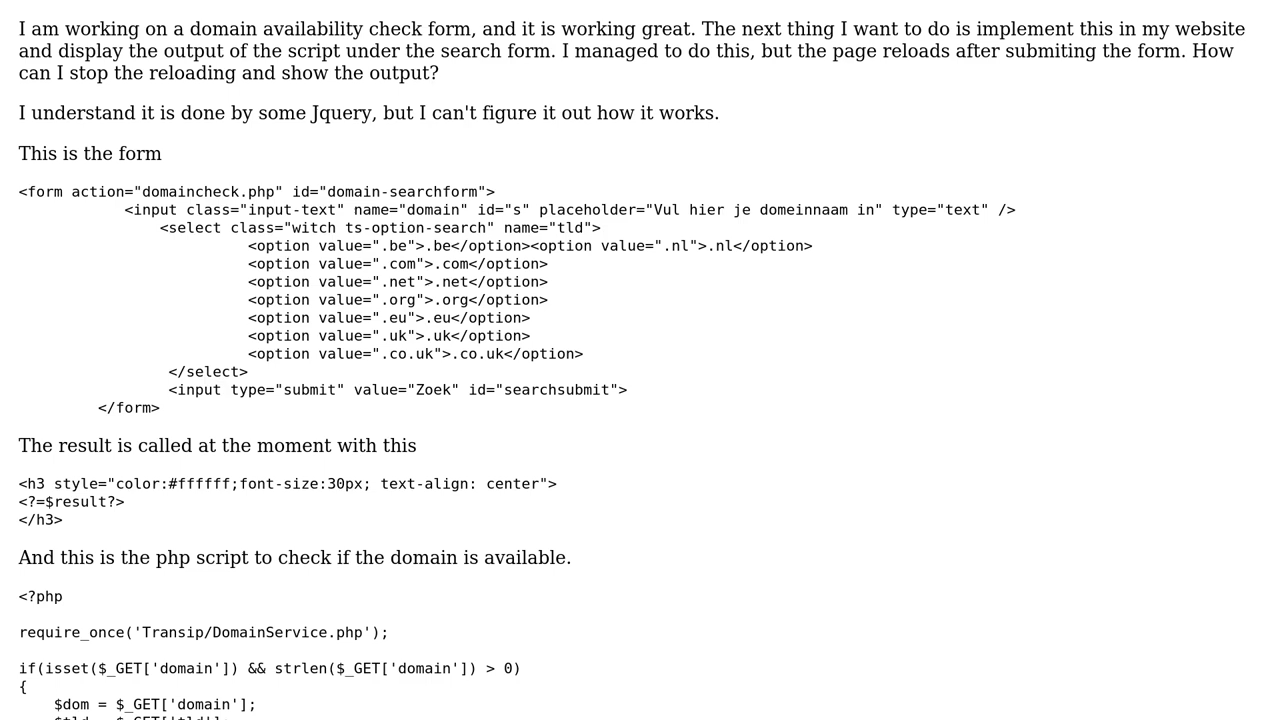 I am working on a domain availability check form, and it is working great. The next thing I want to do is implement this in my website
and display the output of the script under the search form. I managed to do this, but the page reloads after submiting the form. How
can I stop the reloading and show the output?
I understand it is done by some Jquery, but I can't figure it out how it works.
This is the form
<form action="domaincheck.php" id="domain-searchform">
<input class="input-text" name="domain" id="s" placeholder="Vul hier je domeinnaam in" type="text" />
<select class="witch ts-option-search" name="tld">
<option value=".be">.be</option><option value=".nl">.nl</option>
<option value=".com">.com</option>
<option value=".net">.net</option>
<option value=".org">.org</option>
<option value=".eu">.eu</option>
<option value=".uk">.uk</option>
<option value=".co.uk">.co.uk</option>
</select>
<input type="submit" value="Zoek" id="searchsubmit">
</form>
The result is called at the moment with this
<h3 style="color:#ffffff;font-size:30px; text-align: center">
<?=$result?>
</h3>
And this is the php script to check if the domain is available.
<?php
require_once('Transip/DomainService.php');
if(isset($_GET['domain']) && strlen($_GET['domain']) > 0)
{
$dom = $_GET['domain'];
$tld = $_GET['tld'];